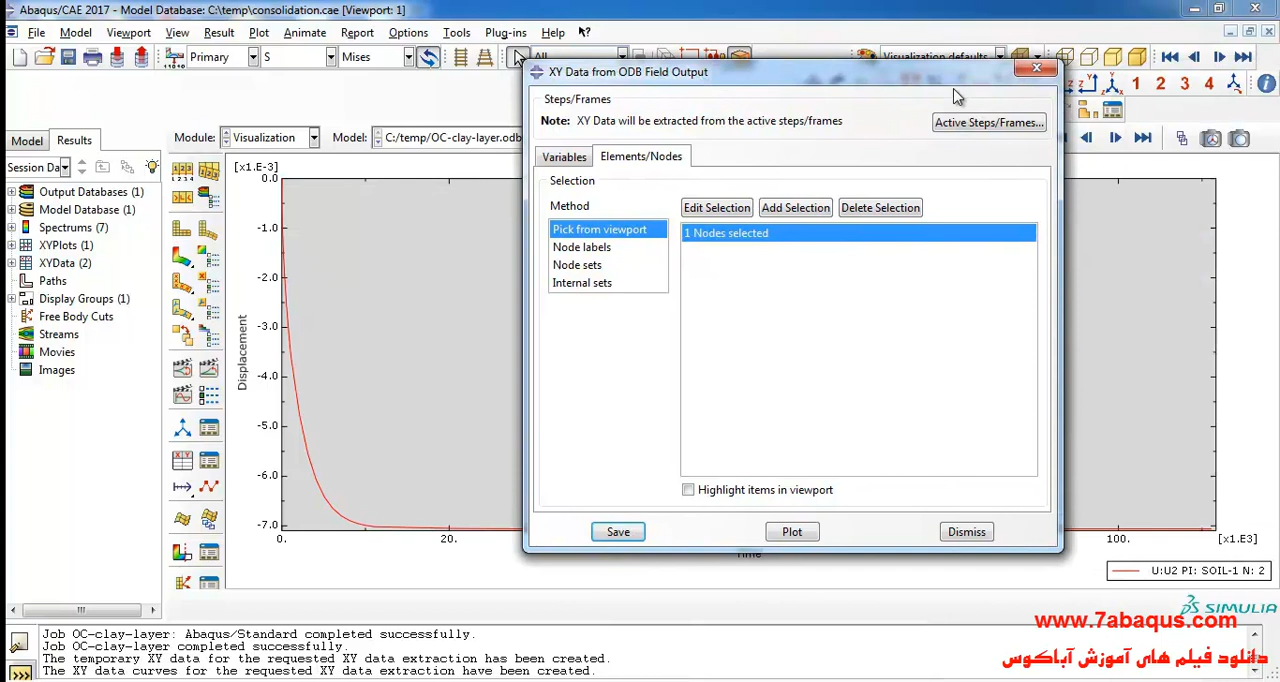 Abaqus/CAE 2017 - Model Database: C:\temp\consolidation.cae [Viewport: 1]
File Model Viewport View Result Plot Animate Report Options Tools Plug-ins Help
Primary S Mises All Visualization defaults
XY Data from ODB Field Output
1 2 3 4
Steps/Frames
Note: XY Data will be extracted from the active steps/frames
Active Steps/Frames...
Model Results
Module: Visualization Model: C:/temp/OC-clay-layer.odb
Variables Elements/Nodes
Session Da
Selection
Method
Edit Selection Add Selection Delete Selection
Pick from viewport
Node labels
Node sets
Internal sets
1 Nodes selected
Highlight items in viewport
Save Plot Dismiss
Output Databases (1)
Model Database (1)
Spectrums (7)
XYPlots (1)
XYData (2)
Paths
Display Groups (1)
Free Body Cuts
Streams
Movies
Images
[x1.E-3]
0.0
-1.0
-2.0
-3.0
-4.0
-5.0
-6.0
-7.0
Displacement
0. 20. 100. [x1.E3]
U:U2 PI: SOIL-1 N: 2
SIMULIA
Job OC-clay-layer: Abaqus/Standard completed successfully.
Job OC-clay-layer completed successfully.
The temporary XY data for the requested XY data extraction has been created.
The XY data curves for the requested XY data extraction have been created.
www.7abaqus.com
دانلود فیلم های آموزش آباکوس